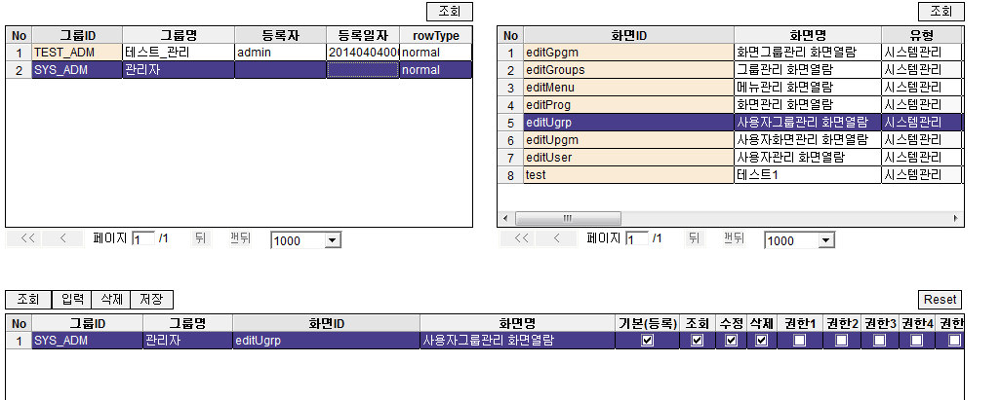 조회
No 그룹ID 그룹명 등록자 등록일자 rowType
1 TEST_ADM 테스트_관리 admin 20140404000 normal
2 SYS_ADM 관리자 normal
<< < 페이지 1 /1 뒤 맨뒤 1000
조회
No 화면ID 화면명 유형
1 editGpgm 화면그룹관리 화면열람 시스템관리
2 editGroups 그룹관리 화면열람 시스템관리
3 editMenu 메뉴관리 화면열람 시스템관리
4 editProg 화면관리 화면열람 시스템관리
5 editUgrp 사용자그룹관리 화면열람 시스템관리
6 editUpgm 사용자화면관리 화면열람 시스템관리
7 editUser 사용자관리 화면열람 시스템관리
8 test 테스트1 시스템관리
<< < 페이지 1 /1 뒤 맨뒤 1000
조회 입력 삭제 저장 Reset
No 그룹ID 그룹명 화면ID 화면명 기본(등록) 조회 수정 삭제 권한1 권한2 권한3 권한4 권한
1 SYS_ADM 관리자 editUgrp 사용자그룹관리 화면열람